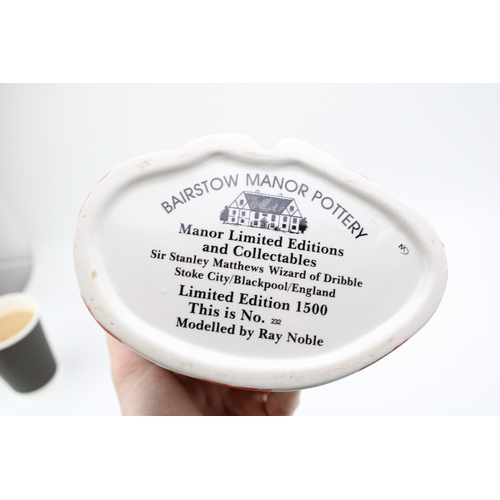 BAIRSTOW MANOR POTTERY
Manor Limited Editions
and Collectables
Sir Stanley Matthews Wizard of Dribble
Stoke City/Blackpool/England
Limited Edition 1500
This is No. 232
Modelled by Ray Noble